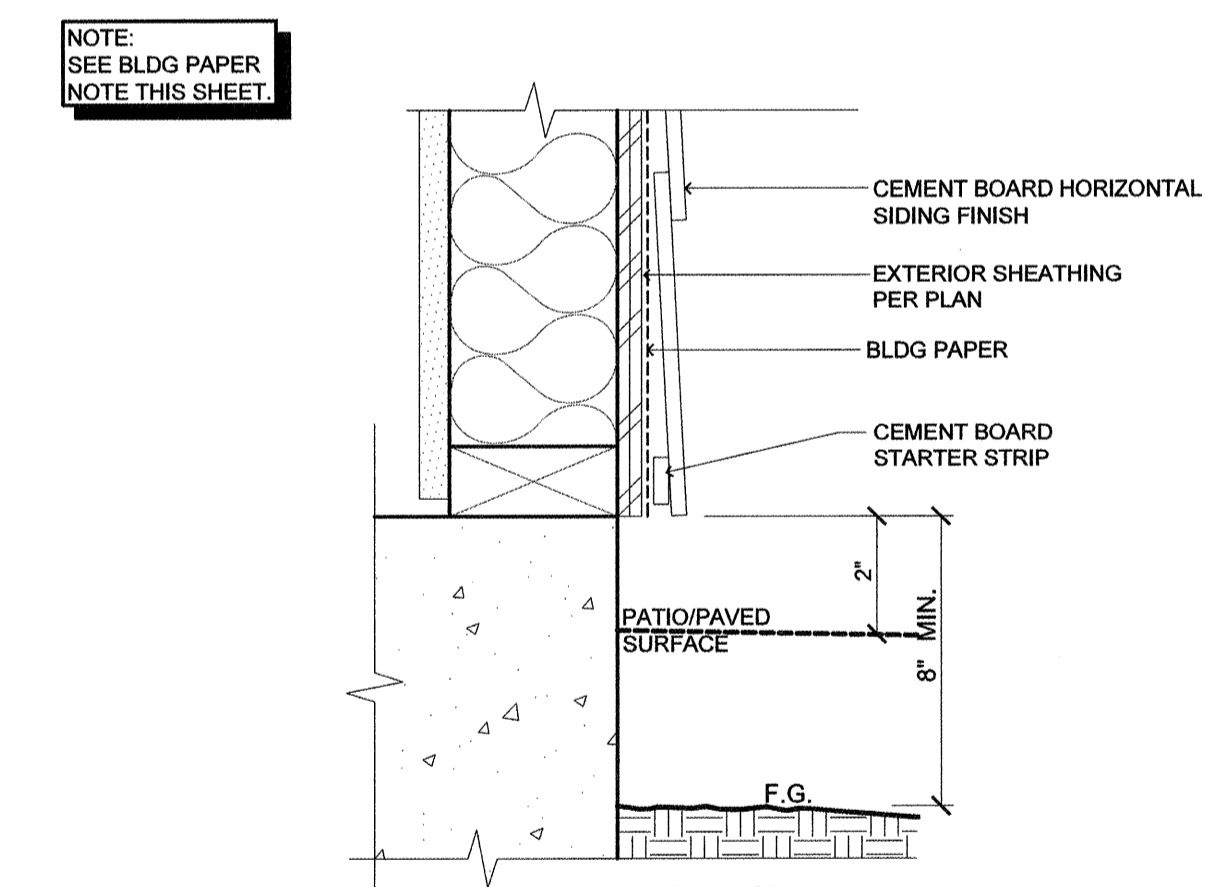 NOTE:
SEE BLDG PAPER
NOTE THIS SHEET.
CEMENT BOARD HORIZONTAL
SIDING FINISH
EXTERIOR SHEATHING
PER PLAN
BLDG PAPER
CEMENT BOARD
STARTER STRIP
2"
8" MIN.
PATIO/PAVED
SURFACE
F.G.